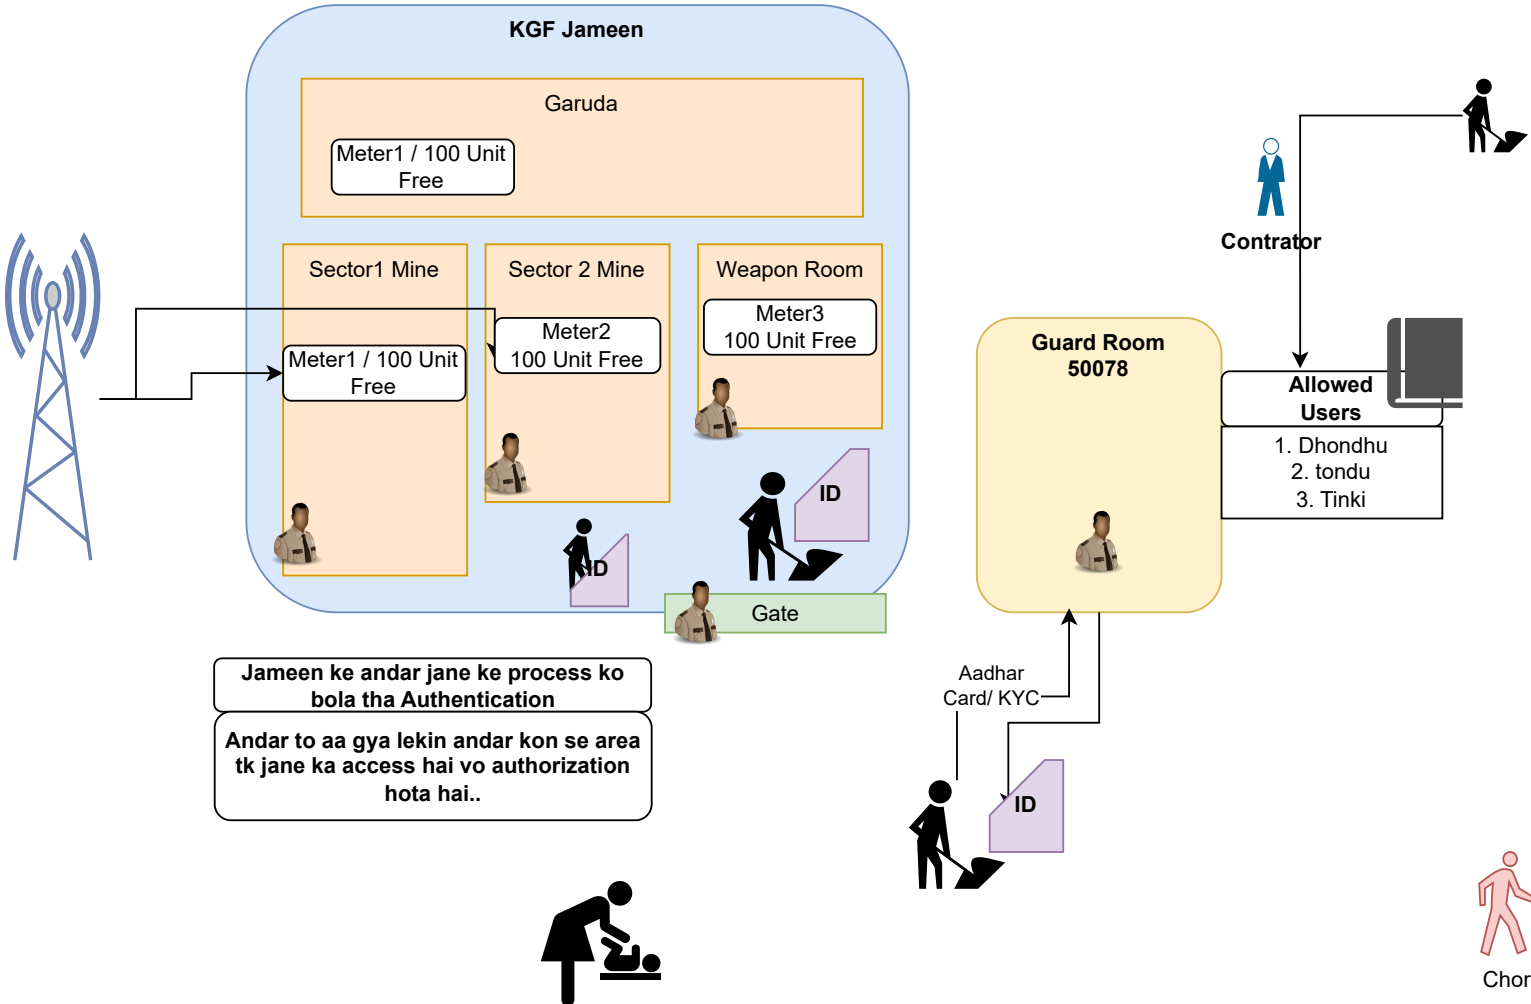 KGF Jameen
Garuda
Meter1 / 100 Unit
Free
Sector1 Mine
Sector 2 Mine
Weapon Room
Meter1 / 100 Unit
Free
Meter2
100 Unit Free
Meter3
100 Unit Free
ID
ID
Gate
Jameen ke andar jane ke process ko
bola tha Authentication
Andar to aa gya lekin andar kon se area
tk jane ka access hai vo authorization
hota hai..
Contrator
Guard Room
50078
Allowed
Users
1. Dhondhu
2. tondu
3. Tinki
Aadhar
Card/ KYC
ID
Chor